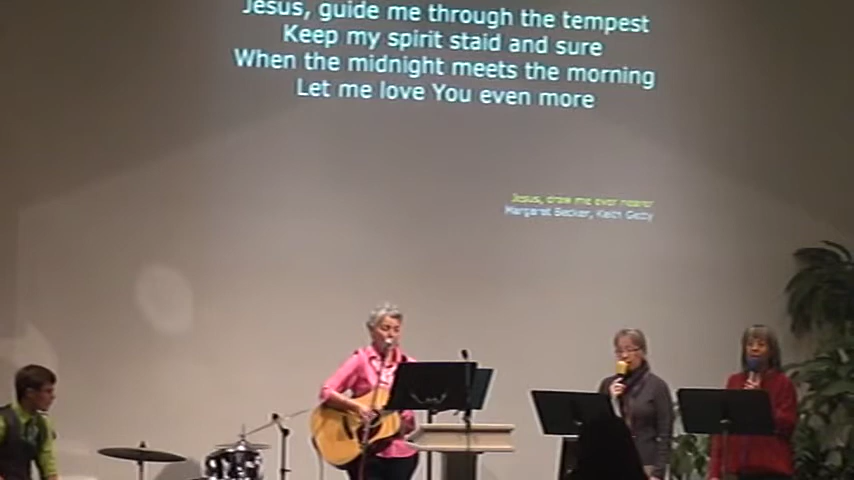 Jesus, guide me through the tempest
Keep my spirit staid and sure
When the midnight meets the morning
Let me love You even more
Jesus, draw me ever nearer
Margaret Becker, Keith Getty